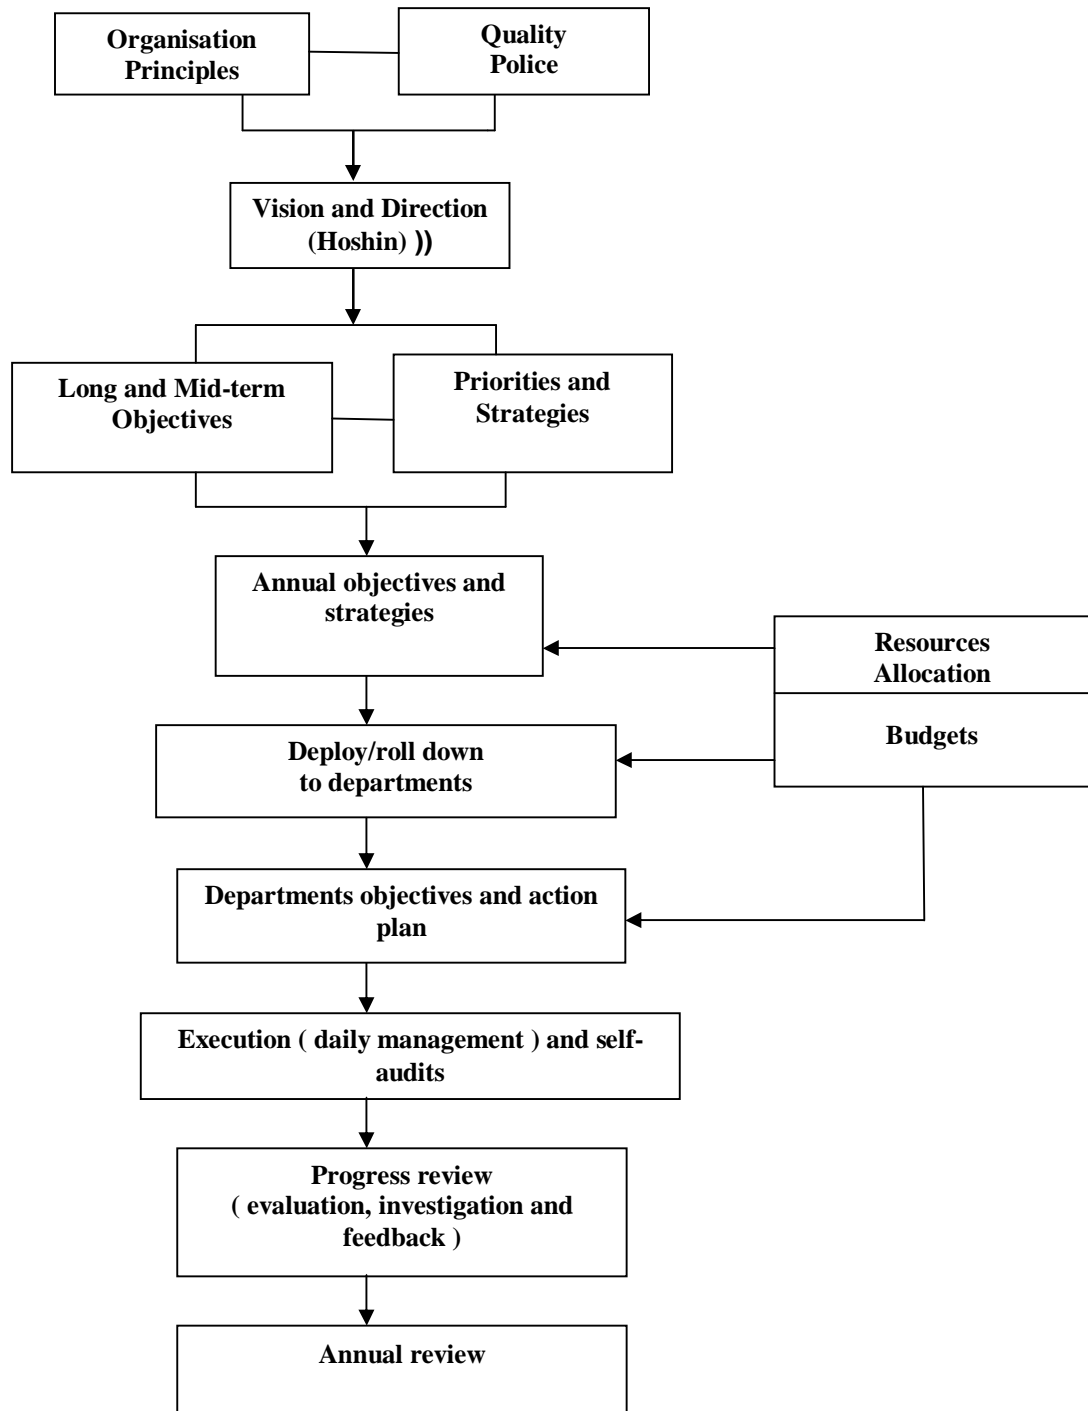 Organisation
Principles
Quality
Police
Vision and Direction
(Hoshin) ))
Long and Mid-term
Objectives
Priorities and
Strategies
Annual objectives and
strategies
Resources
Allocation
Budgets
Deploy/roll down
to departments
Departments objectives and action
plan
Execution ( daily management ) and self-
audits
Progress review
( evaluation, investigation and
feedback )
Annual review